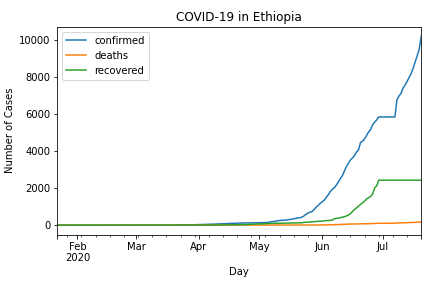 COVID-19 in Ethiopia
confirmed
deaths
recovered
Number of Cases
10000
8000
6000
4000
2000
0
Feb
2020
Mar
Apr
May
Jun
Jul
Day